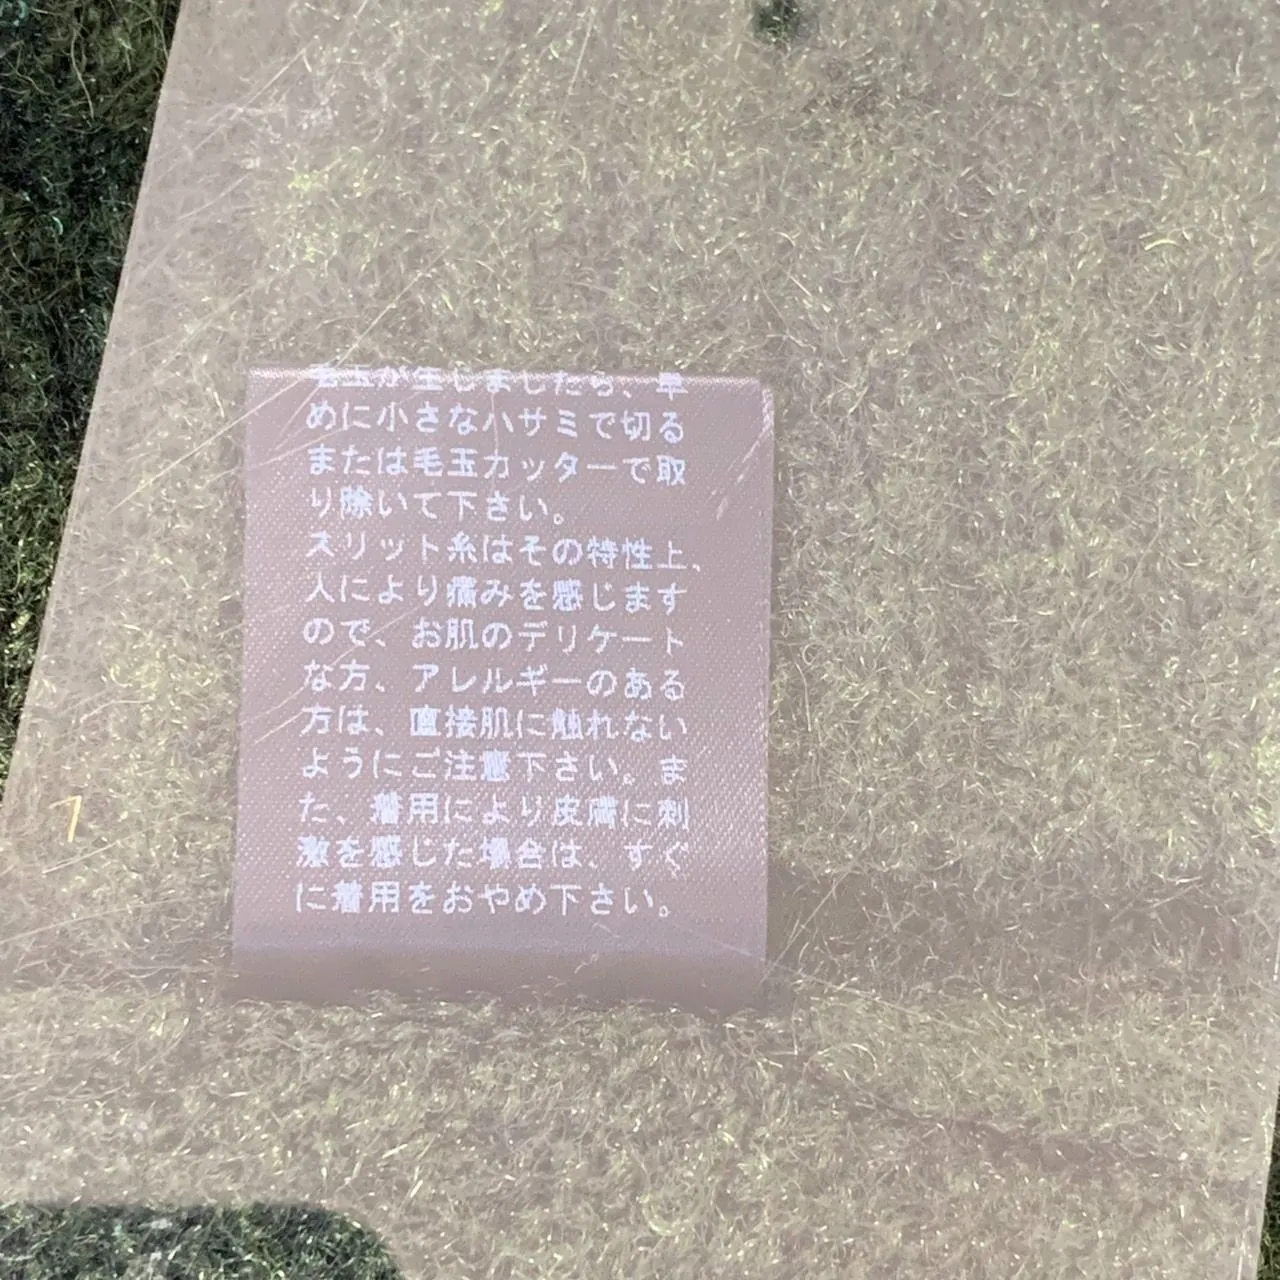 毛玉が生じましたら、早
めに小さなハサミで切る
または毛玉カッターで取
り除いて下さい。
スリット糸はその特性上、
人により痛みを感じます
ので、お肌のデリケート
な方、アレルギーのある
方は、直接肌に触れない
ようにご注意下さい。ま
た、着用により皮膚に刺
激を感じた場合は、すぐ
に着用をおやめ下さい。